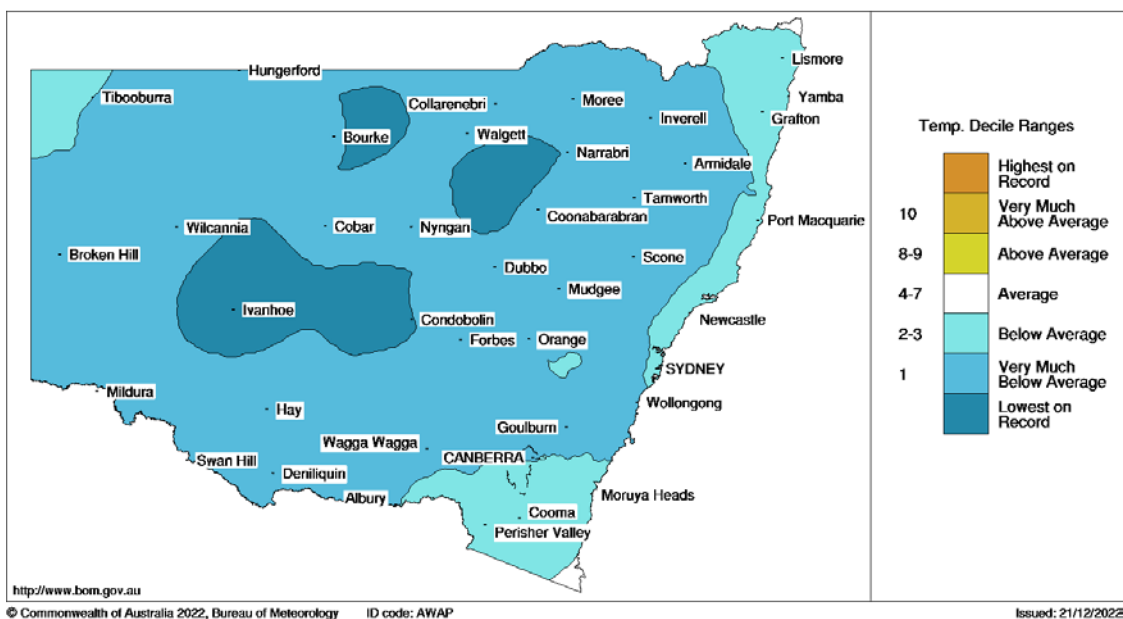 Hungerford
Lismore
Tibooburra
Collarenebri
Moree
Yamba
Inverell
Grafton
Bourke
Walgett
Narrabri
Armidale
Tamworth
Coonabarabran
Port Macquarie
Wilcannia
Cobar
Nyngan
Broken Hill
Scone
Dubbo
Mudgee
Ivanhoe
Condobolin
Newcastle
Forbes
Orange
SYDNEY
Mildura
Wollongong
Hay
Goulburn
Wagga Wagga
CANBERRA
Swan Hill
Deniliquin
Albury
Moruya Heads
Cooma
Perisher Valley
Temp. Decile Ranges
Highest on
Record
10 Very Much
Above Average
8-9 Above Average
4-7 Average
2-3 Below Average
1 Very Much
Below Average
Lowest on
Record
http://www.bom.gov.au
© Commonwealth of Australia 2022, Bureau of Meteorology ID code: AWAP Issued: 21/12/2022